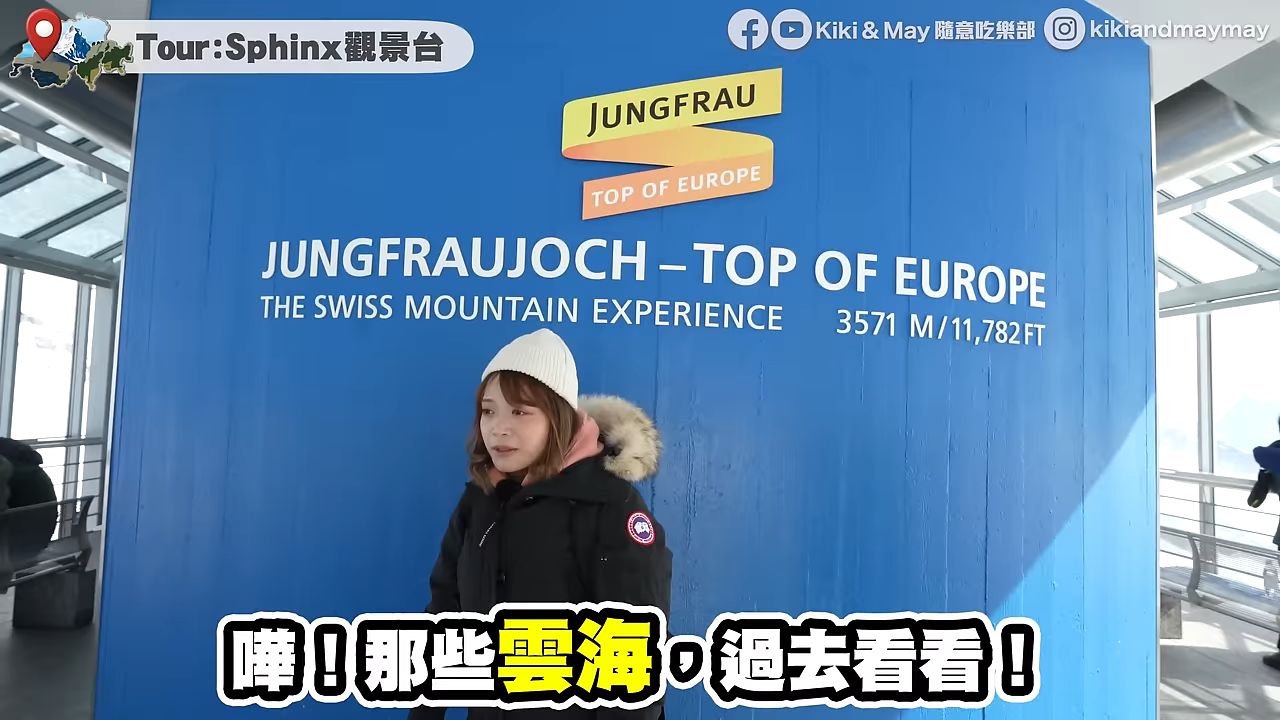 Tour:Sphinx觀景台
Kiki & May 隨意吃樂部
kikiandmaymay
JUNGFRAU
TOP OF EUROPE
JUNGFRAUJOCH – TOP OF EUROPE
THE SWISS MOUNTAIN EXPERIENCE 3571 M / 11,782 FT
嘩！那些雲海，過去看看！